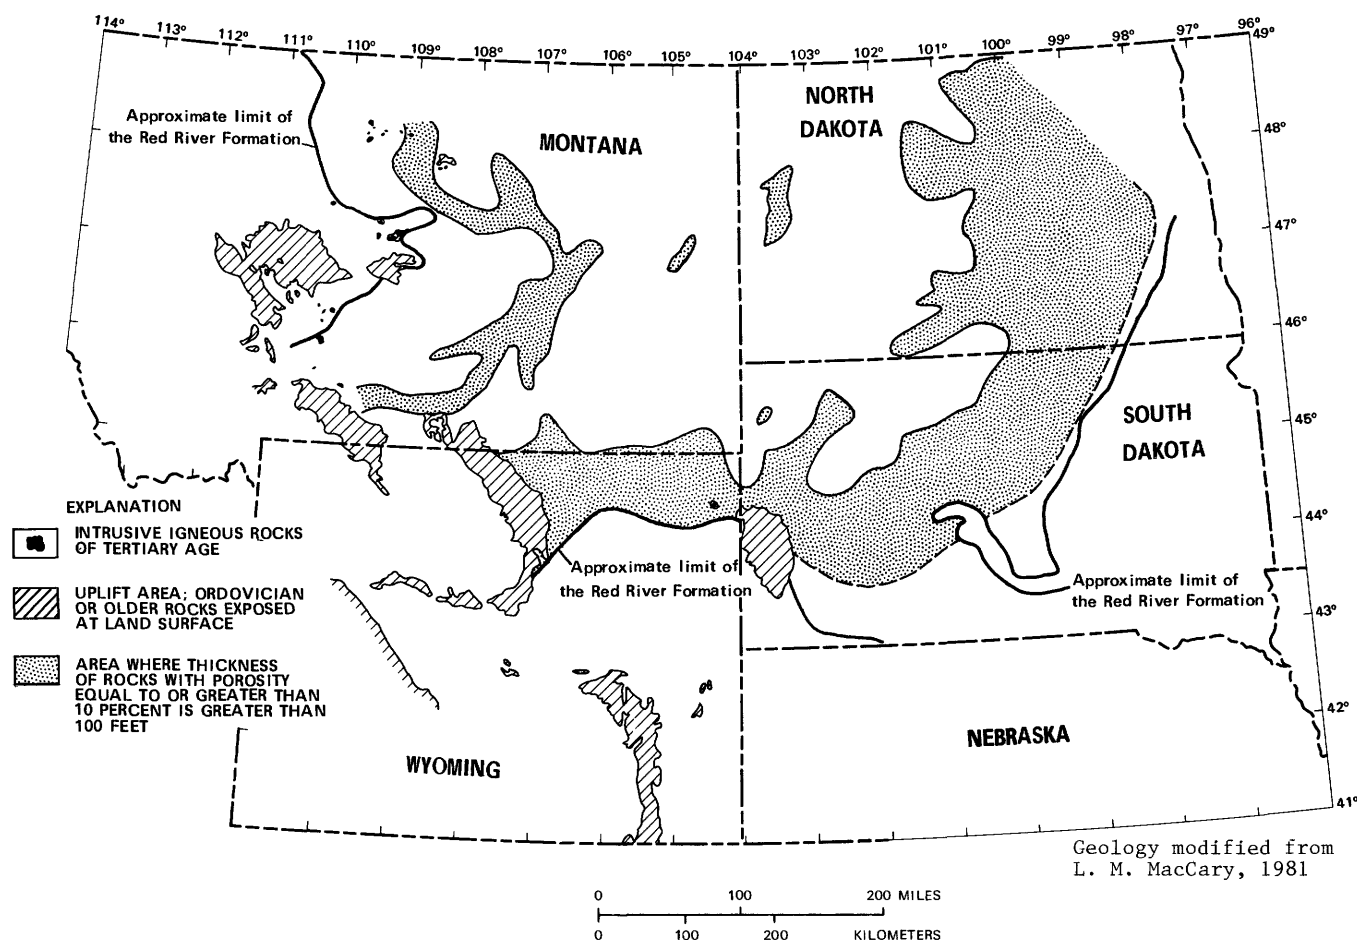 114°
113°
112°
111°
110°
109°
108°
107°
106°
105°
104°
103°
102°
101°
100°
99°
98°
97°
96°
49°
48°
47°
46°
45°
44°
43°
42°
41°
Approximate limit of
the Red River Formation
MONTANA
NORTH
DAKOTA
SOUTH
DAKOTA
EXPLANATION
INTRUSIVE IGNEOUS ROCKS
OF TERTIARY AGE
UPLIFT AREA; ORDOVICIAN
OR OLDER ROCKS EXPOSED
AT LAND SURFACE
AREA WHERE THICKNESS
OF ROCKS WITH POROSITY
EQUAL TO OR GREATER THAN
10 PERCENT IS GREATER THAN
100 FEET
Approximate limit of
the Red River Formation
Approximate limit of
the Red River Formation
WYOMING
NEBRASKA
Geology modified from
L. M. MacCary, 1981
0 100 200 MILES
0 100 200 KILOMETERS